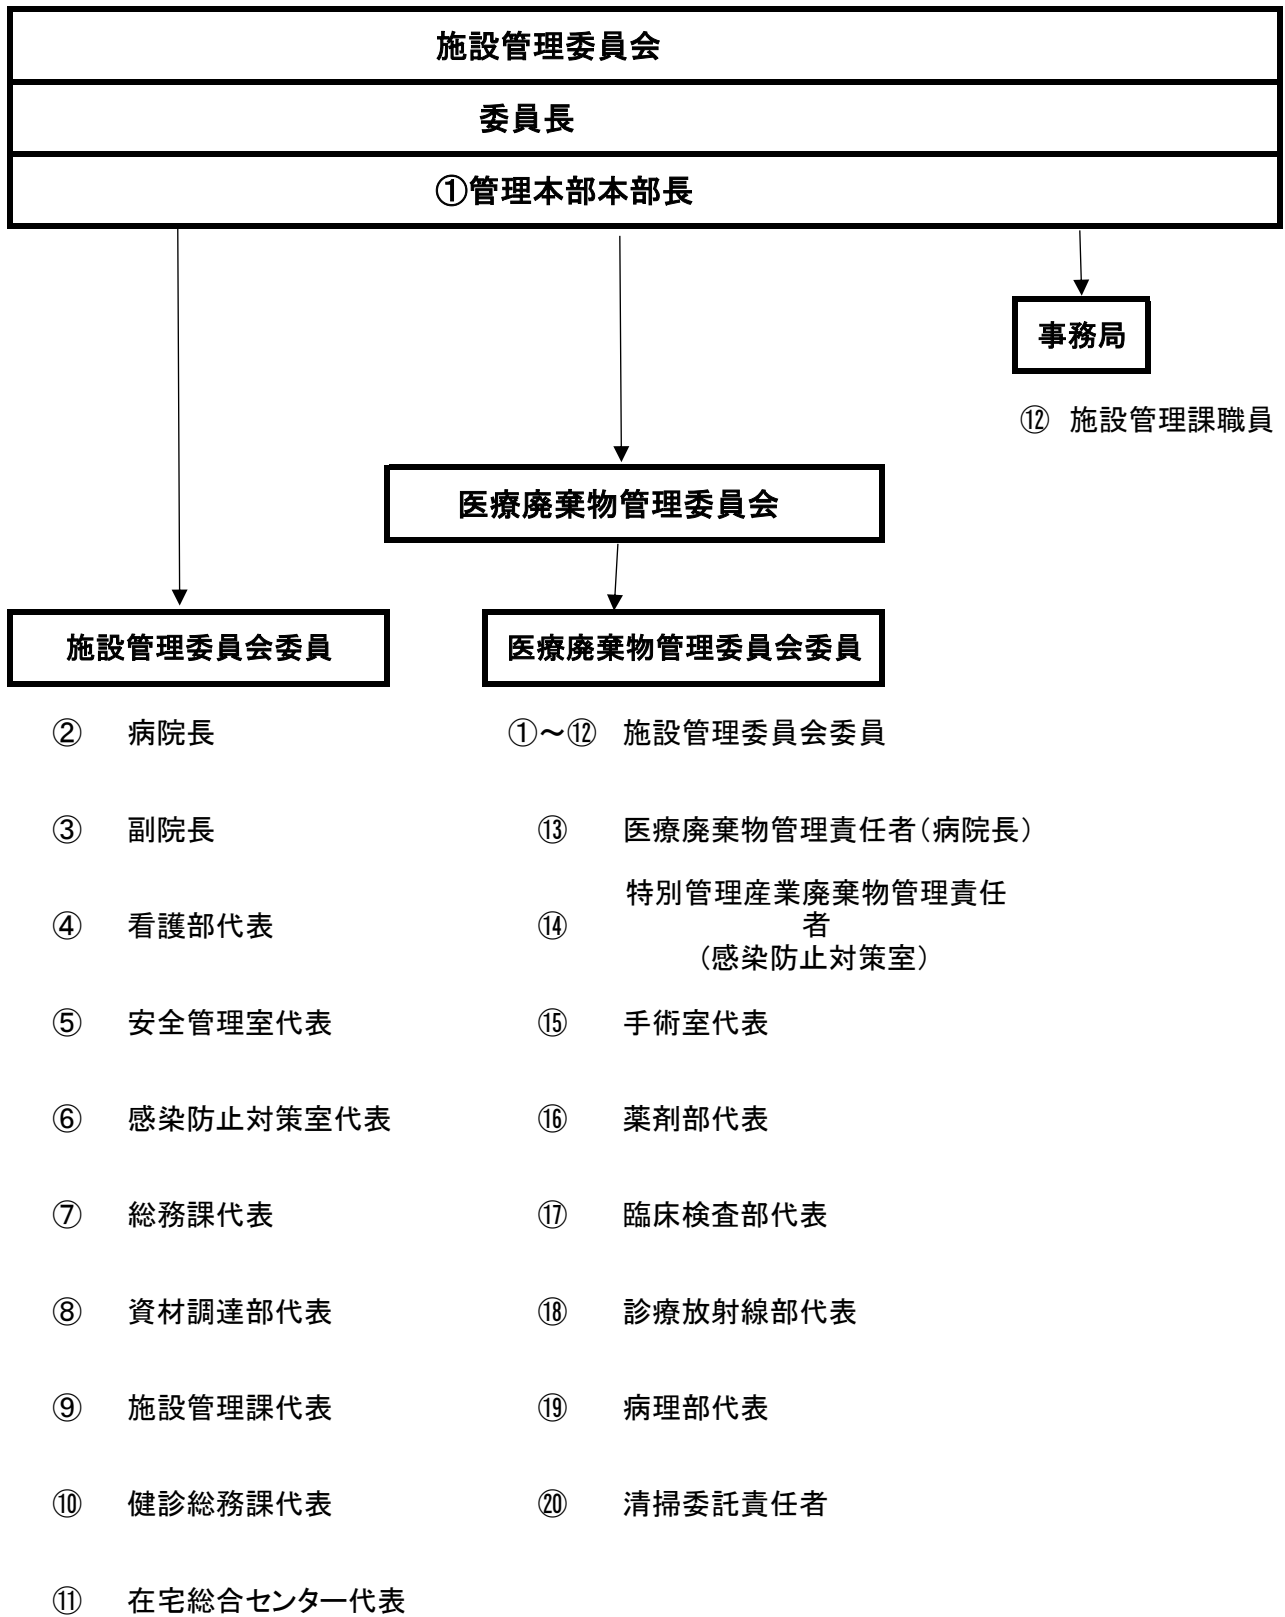 施設管理委員会
委員長
①管理本部本部長
事務局
⑫ 施設管理課職員
医療廃棄物管理委員会
施設管理委員会委員
② 病院長
③ 副院長
④ 看護部代表
⑤ 安全管理室代表
⑥ 感染防止対策室代表
⑦ 総務課代表
⑧ 資材調達部代表
⑨ 施設管理課代表
⑩ 健診総務課代表
⑪ 在宅総合センター代表
医療廃棄物管理委員会委員
①～⑫ 施設管理委員会委員
⑬ 医療廃棄物管理責任者（病院長）
⑭ 特別管理産業廃棄物管理責任
者
（感染防止対策室）
⑮ 手術室代表
⑯ 薬剤部代表
⑰ 臨床検査部代表
⑱ 診療放射線部代表
⑲ 病理部代表
⑳ 清掃委託責任者